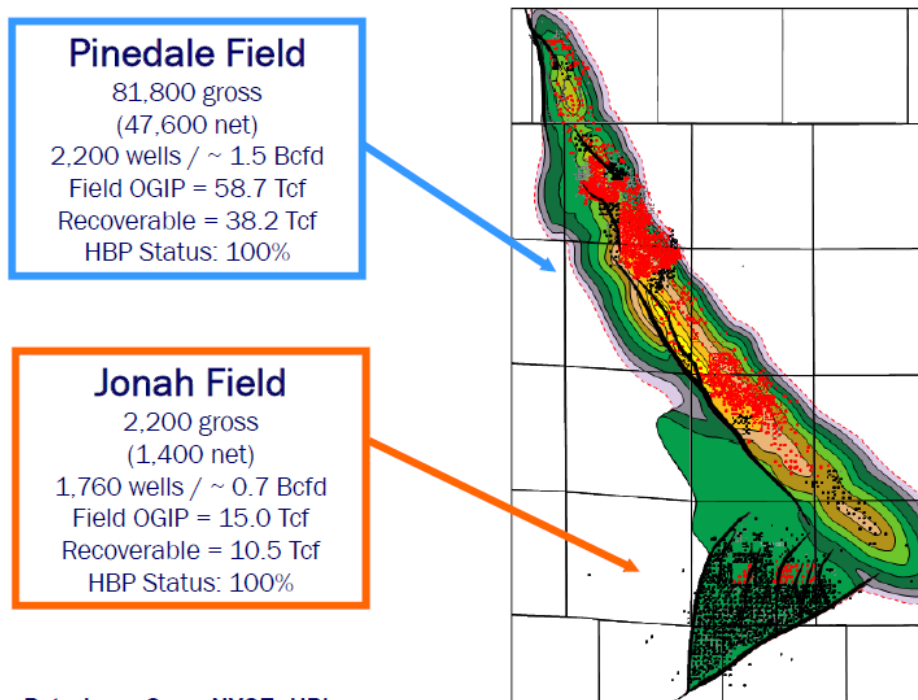 Pinedale Field
81,800 gross
(47,600 net)
2,200 wells / ~ 1.5 Bcfd
Field OGIP = 58.7 Tcf
Recoverable = 38.2 Tcf
HBP Status: 100%
Jonah Field
2,200 gross
(1,400 net)
1,760 wells / ~ 0.7 Bcfd
Field OGIP = 15.0 Tcf
Recoverable = 10.5 Tcf
HBP Status: 100%